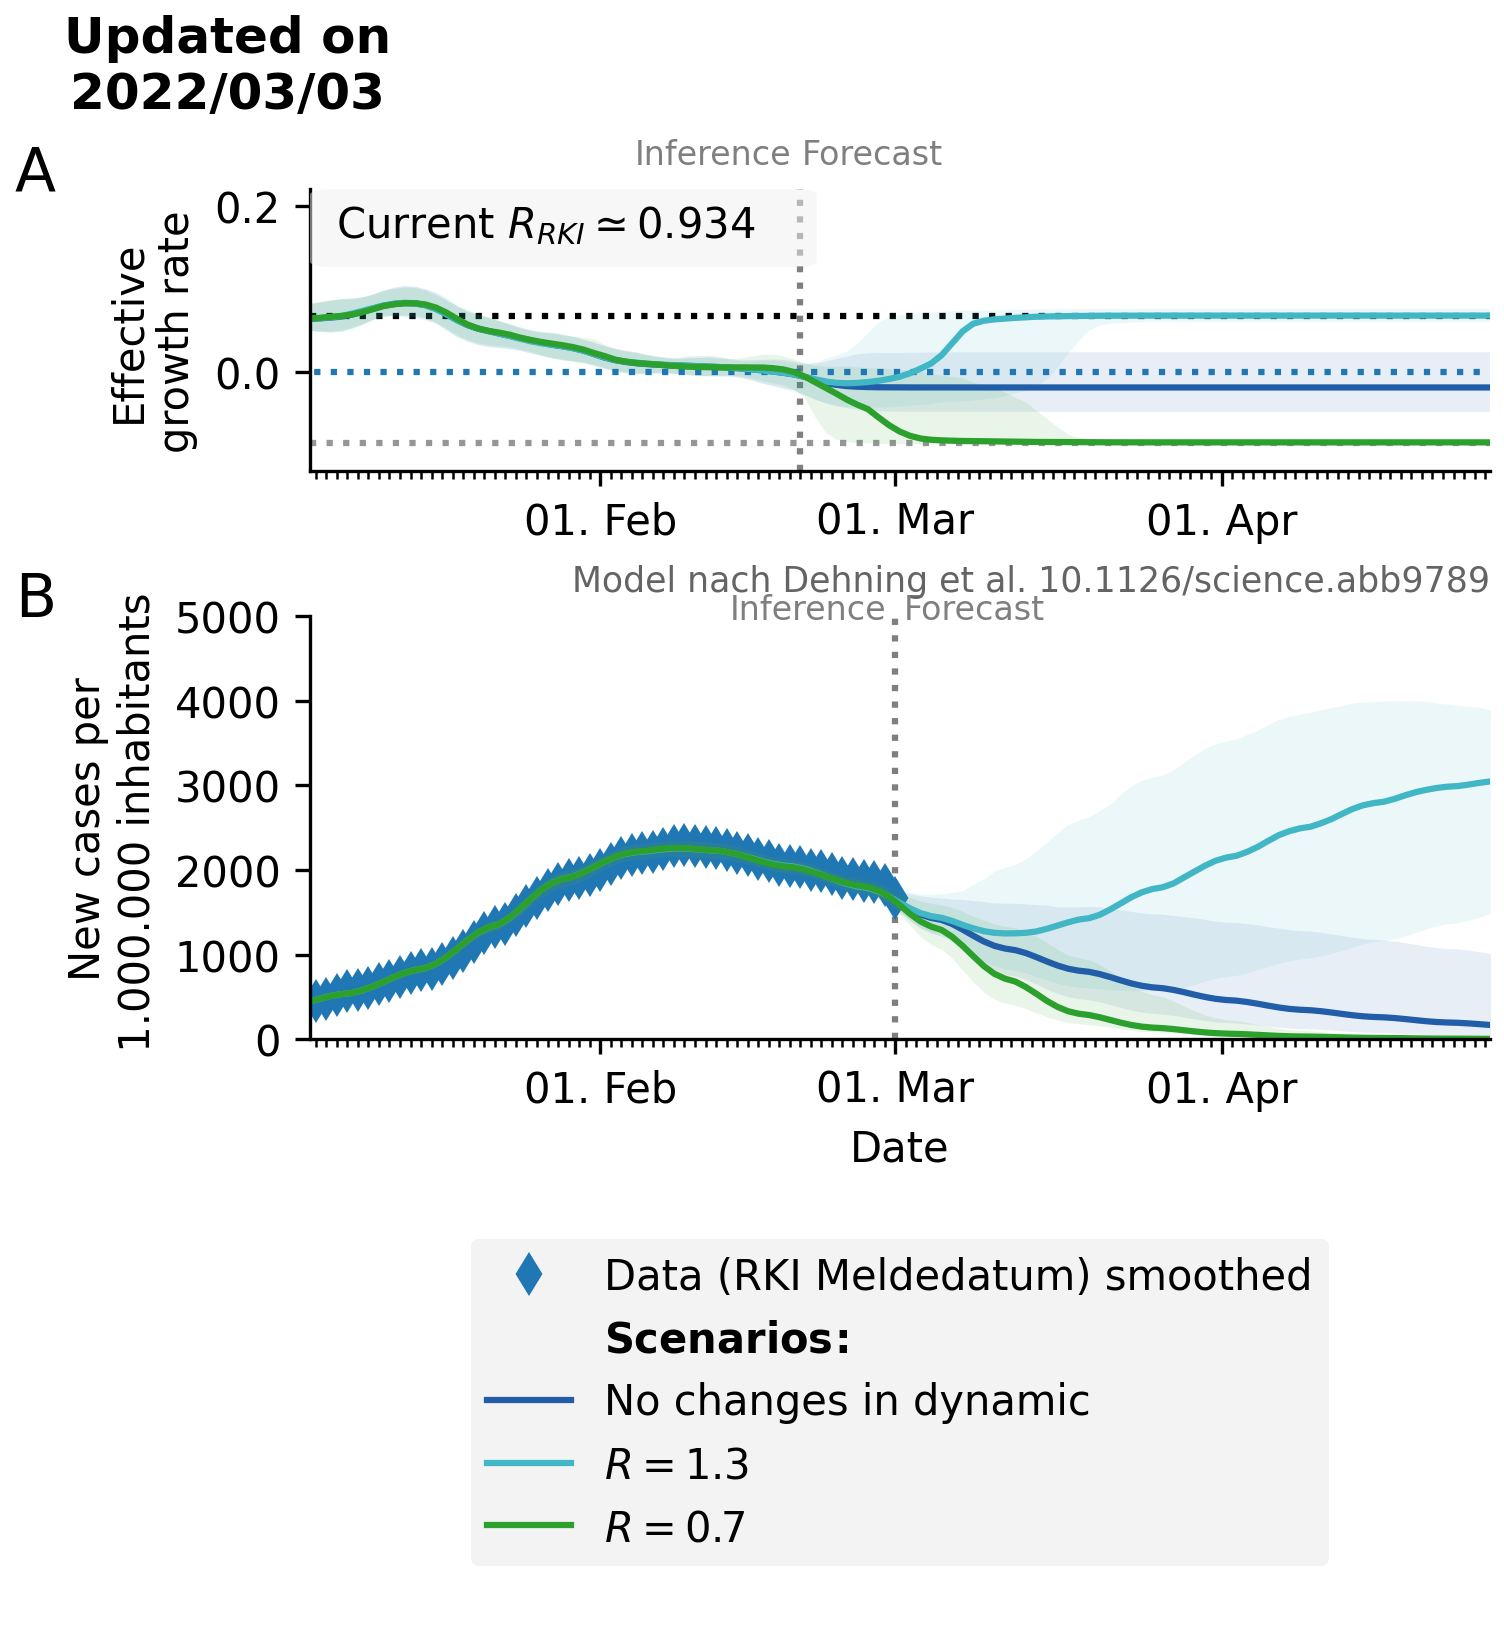 Updated on
2022/03/03
A
Inference Forecast
Effective
growth rate
0.2
0.0
Current R_RKI ≃ 0.934
01. Feb
01. Mar
01. Apr
B
Model nach Dehning et al. 10.1126/science.abb9789
Inference Forecast
New cases per
1.000.000 inhabitants
5000
4000
3000
2000
1000
0
01. Feb
01. Mar
01. Apr
Date
Data (RKI Meldedatum) smoothed
Scenarios:
No changes in dynamic
R = 1.3
R = 0.7